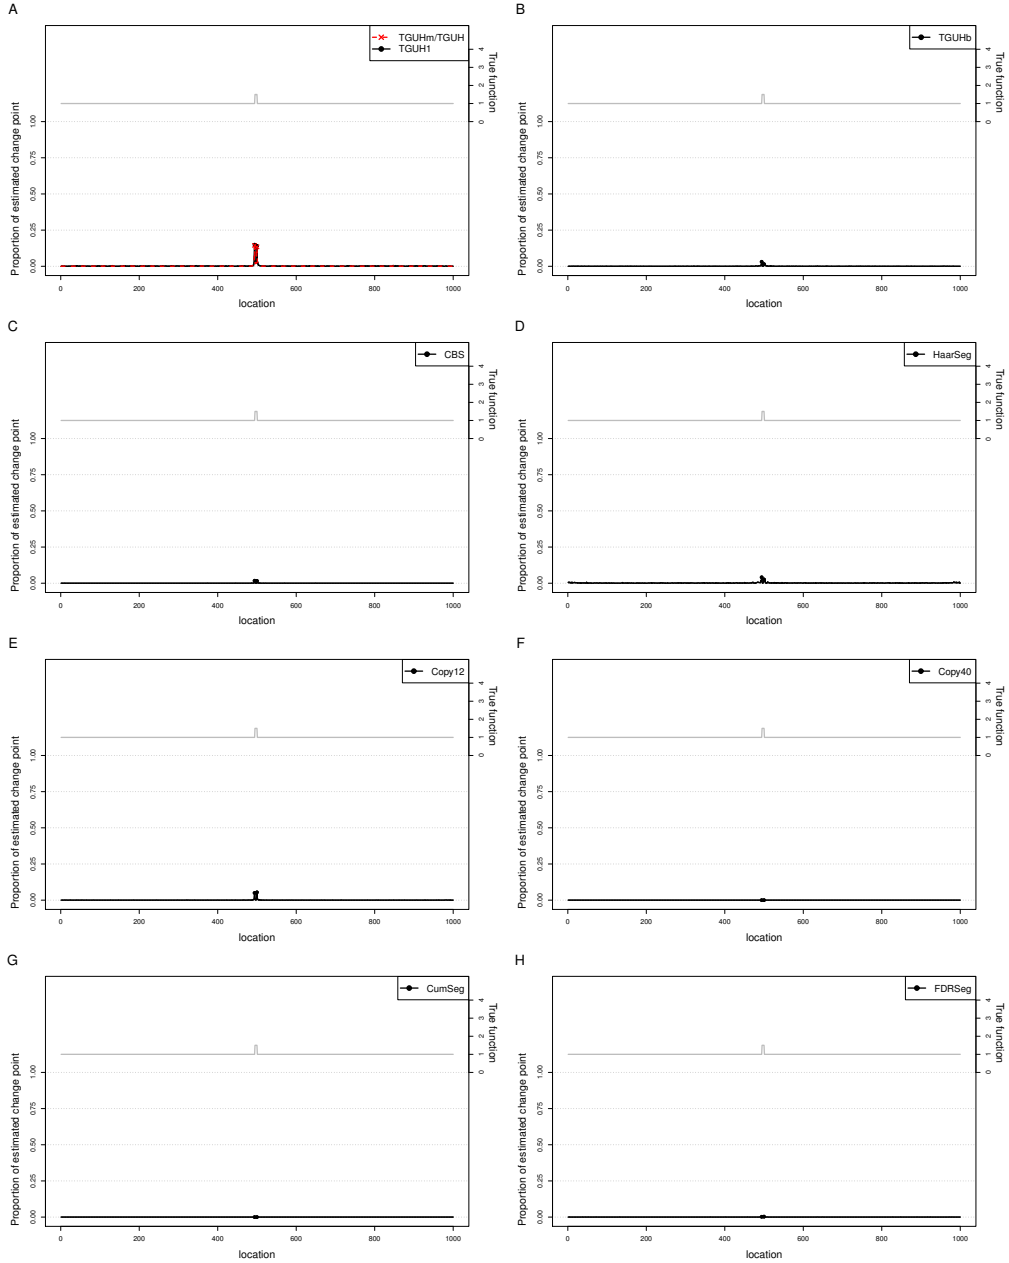 A
TGUHm/TGUH
TGUH1
Proportion of estimated change point
0.00 0.25 0.50 0.75 1.00
True function
0 1 2 3 4
0 200 400 600 800 1000
location
B
TGUHb
Proportion of estimated change point
0.00 0.25 0.50 0.75 1.00
True function
0 1 2 3 4
0 200 400 600 800 1000
location
C
CBS
Proportion of estimated change point
0.00 0.25 0.50 0.75 1.00
True function
0 1 2 3 4
0 200 400 600 800 1000
location
D
HaarSeg
Proportion of estimated change point
0.00 0.25 0.50 0.75 1.00
True function
0 1 2 3 4
0 200 400 600 800 1000
location
E
Copy12
Proportion of estimated change point
0.00 0.25 0.50 0.75 1.00
True function
0 1 2 3 4
0 200 400 600 800 1000
location
F
Copy40
Proportion of estimated change point
0.00 0.25 0.50 0.75 1.00
True function
0 1 2 3 4
0 200 400 600 800 1000
location
G
CumSeg
Proportion of estimated change point
0.00 0.25 0.50 0.75 1.00
True function
0 1 2 3 4
0 200 400 600 800 1000
location
H
FDRSeg
Proportion of estimated change point
0.00 0.25 0.50 0.75 1.00
True function
0 1 2 3 4
0 200 400 600 800 1000
location